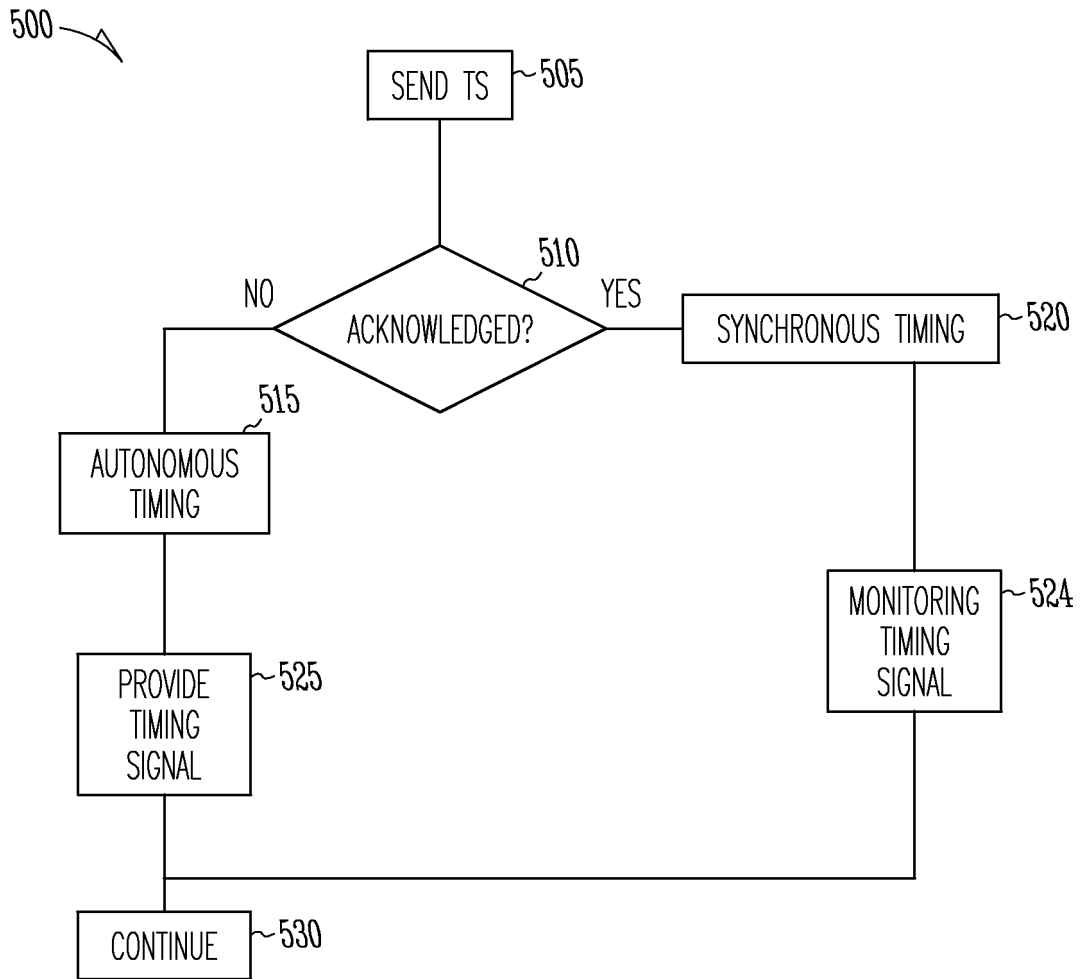 500
SEND TS
505
510
NO
YES
ACKNOWLEDGED?
SYNCHRONOUS TIMING
520
515
AUTONOMOUS
TIMING
MONITORING
TIMING
SIGNAL
524
PROVIDE
TIMING
SIGNAL
525
CONTINUE
530